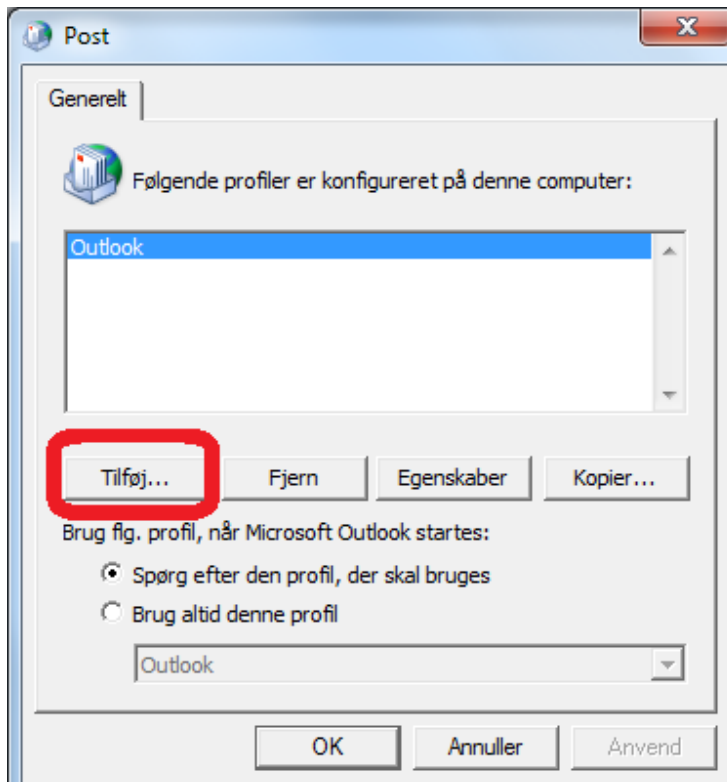 Post
Generelt
Følgende profiler er konfigureret på denne computer:
Outlook
Tilføj... Fjern Egenskaber Kopier...
Brug flg. profil, når Microsoft Outlook startes:
Spørg efter den profil, der skal bruges
Brug altid denne profil
Outlook
OK Annuller Anvend